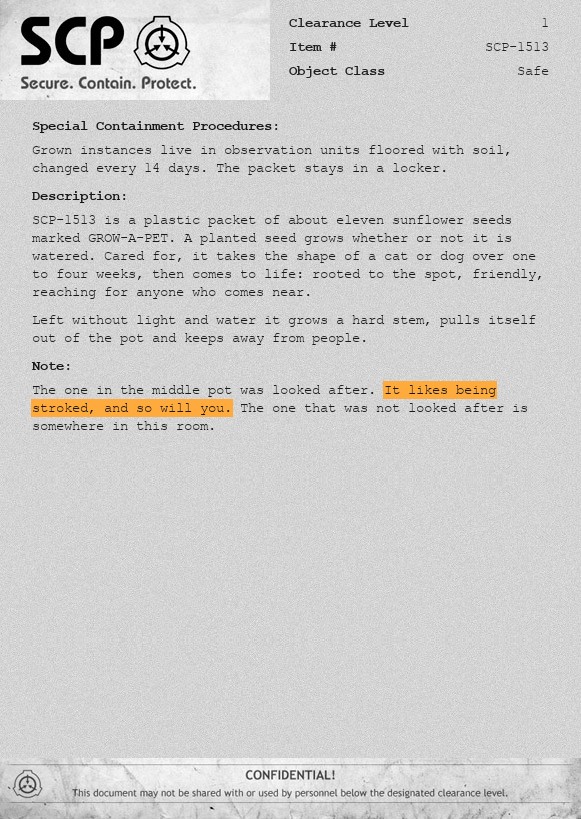 SCP
Secure. Contain. Protect.
Clearance Level 1
Item # SCP-1513
Object Class Safe
Special Containment Procedures:
Grown instances live in observation units floored with soil,
changed every 14 days. The packet stays in a locker.
Description:
SCP-1513 is a plastic packet of about eleven sunflower seeds
marked GROW-A-PET. A planted seed grows whether or not it is
watered. Cared for, it takes the shape of a cat or dog over one
to four weeks, then comes to life: rooted to the spot, friendly,
reaching for anyone who comes near.
Left without light and water it grows a hard stem, pulls itself
out of the pot and keeps away from people.
Note:
The one in the middle pot was looked after. It likes being
stroked, and so will you. The one that was not looked after is
somewhere in this room.
CONFIDENTIAL!
This document may not be shared with or used by personnel below the designated clearance level.